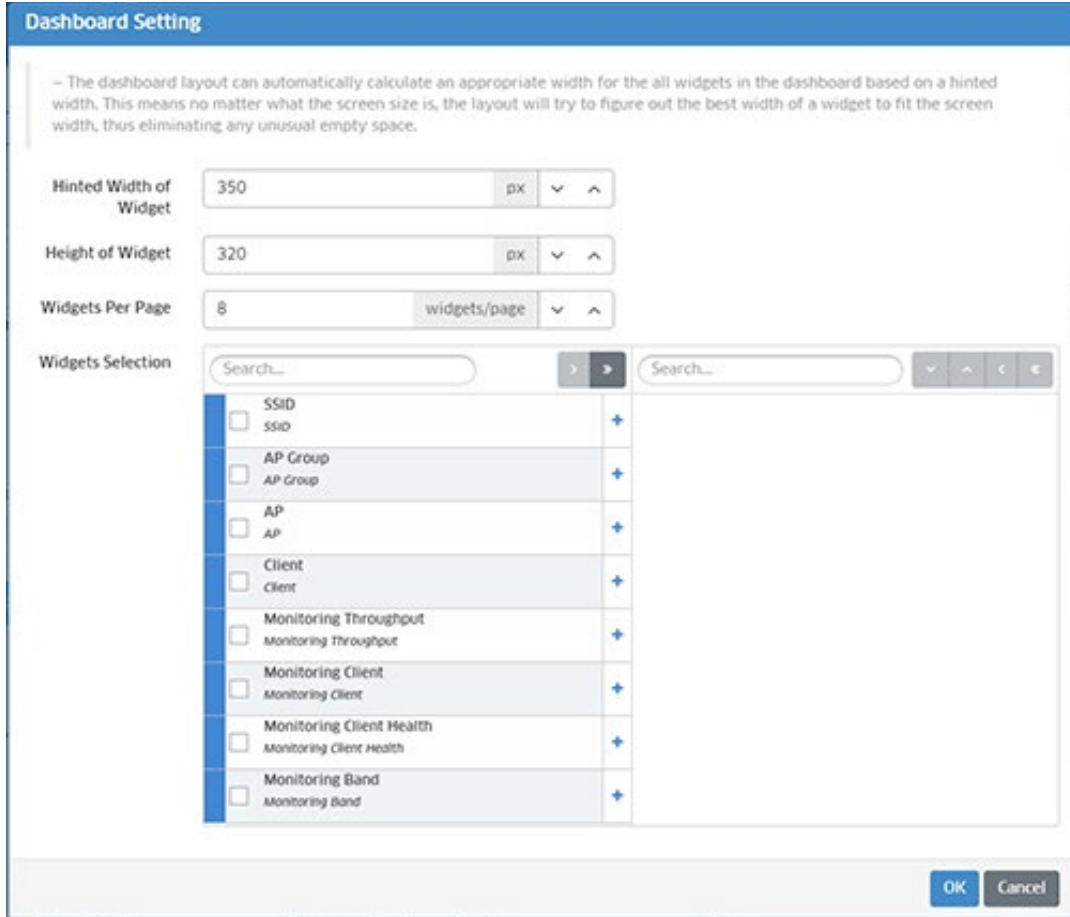 Dashboard Setting
– The dashboard layout can automatically calculate an appropriate width for the all widgets in the dashboard based on a hinted
width. This means no matter what the screen size is, the layout will try to figure out the best width of a widget to fit the screen
width, thus eliminating any unusual empty space.
Hinted Width of
Widget
350
px
Height of Widget
320
px
Widgets Per Page
8
widgets/page
Widgets Selection
Search...
Search...
SSID
SSID
AP Group
AP Group
AP
AP
Client
Client
Monitoring Throughput
Monitoring Throughput
Monitoring Client
Monitoring Client
Monitoring Client Health
Monitoring Client Health
Monitoring Band
Monitoring Band
OK
Cancel